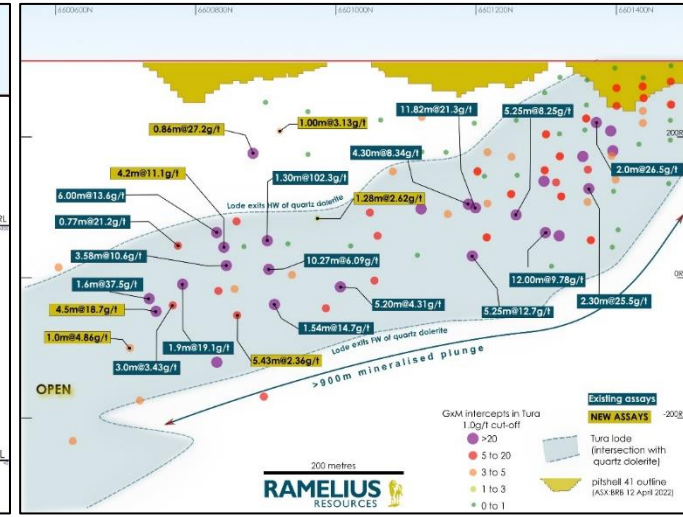 6600600N
6600800N
6601000N
6601200N
6601400N
0.86m@27.2g/t
1.00m@3.13g/t
11.82m@21.3g/t
5.25m@8.25g/t
200R
4.2m@11.1g/t
4.30m@8.34g/t
6.00m@13.6g/t
1.30m@102.3g/t
2.0m@26.5g/t
Lode exits HW of quartz dolerite
1.28m@2.62g/t
RL
0.77m@21.2g/t
3.58m@10.6g/t
10.27m@6.09g/t
0R
1.6m@37.5g/t
12.00m@9.78g/t
4.5m@18.7g/t
5.20m@4.31g/t
5.25m@12.7g/t
2.30m@25.5g/t
1.54m@14.7g/t
1.0m@4.86g/t
1.9m@19.1g/t
5.43m@2.36g/t
Lode exits FW of quartz dolerite
3.0m@3.43g/t
>900m mineralised plunge
OPEN
Existing assays
NEW ASSAYS
-200R
GxM intercepts in Tura
1.0g/t cut-off
>20
5 to 20
3 to 5
1 to 3
0 to 1
Tura lode
(intersection with
quartz dolerite)
pitshell 41 outline
(ASX:BRB 12 April 2022)
200 metres
RAMELIUS
RESOURCES